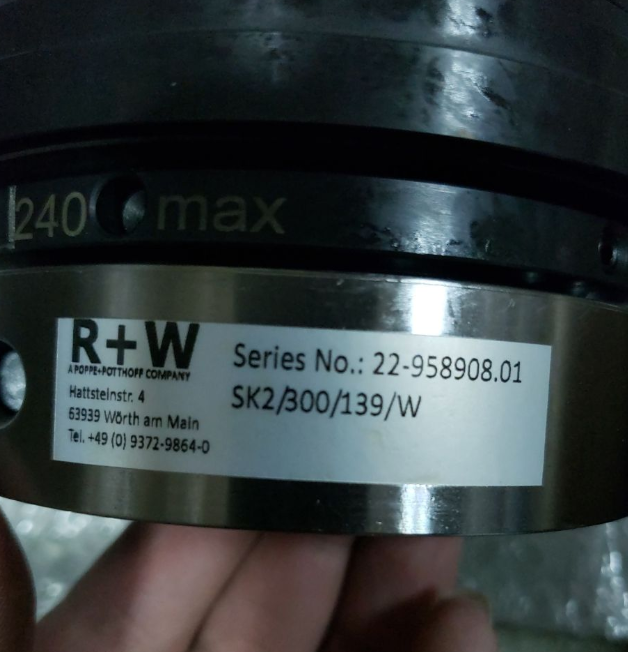 240 max
R+W
A POPPE+POTTHOFF COMPANY
Hattsteinstr. 4
63939 Wörth am Main
Tel. +49 (0) 9372-9864-0
Series No.: 22-958908.01
SK2/300/139/W